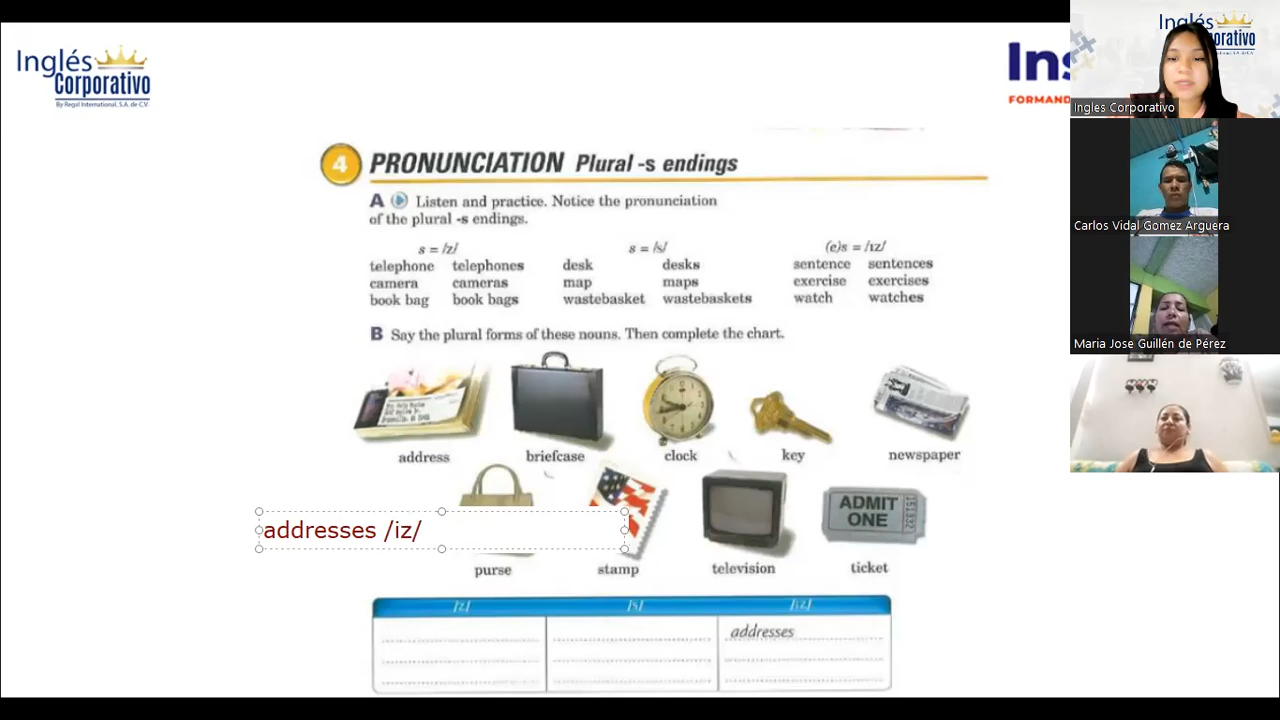 Inglés
Corporativo
By Regal International, S.A. de C.V.
Ins
FORMAND
4 PRONUNCIATION Plural -s endings
A Listen and practice. Notice the pronunciation
of the plural -s endings.
s = /z/ s = /s/ (e)s = /ɪz/
telephone telephones desk desks sentence sentences
camera cameras map maps exercise exercises
book bag book bags wastebasket wastebaskets watch watches
B Say the plural forms of these nouns. Then complete the chart.
address briefcase clock key newspaper
ADMIT
ONE
addresses /iz/
purse stamp television ticket
/z/ /s/ /ɪz/
addresses
Inglés
Corporativo
Ingles Corporativo
Carlos Vidal Gomez Arguera
Maria Jose Guillén de Pérez